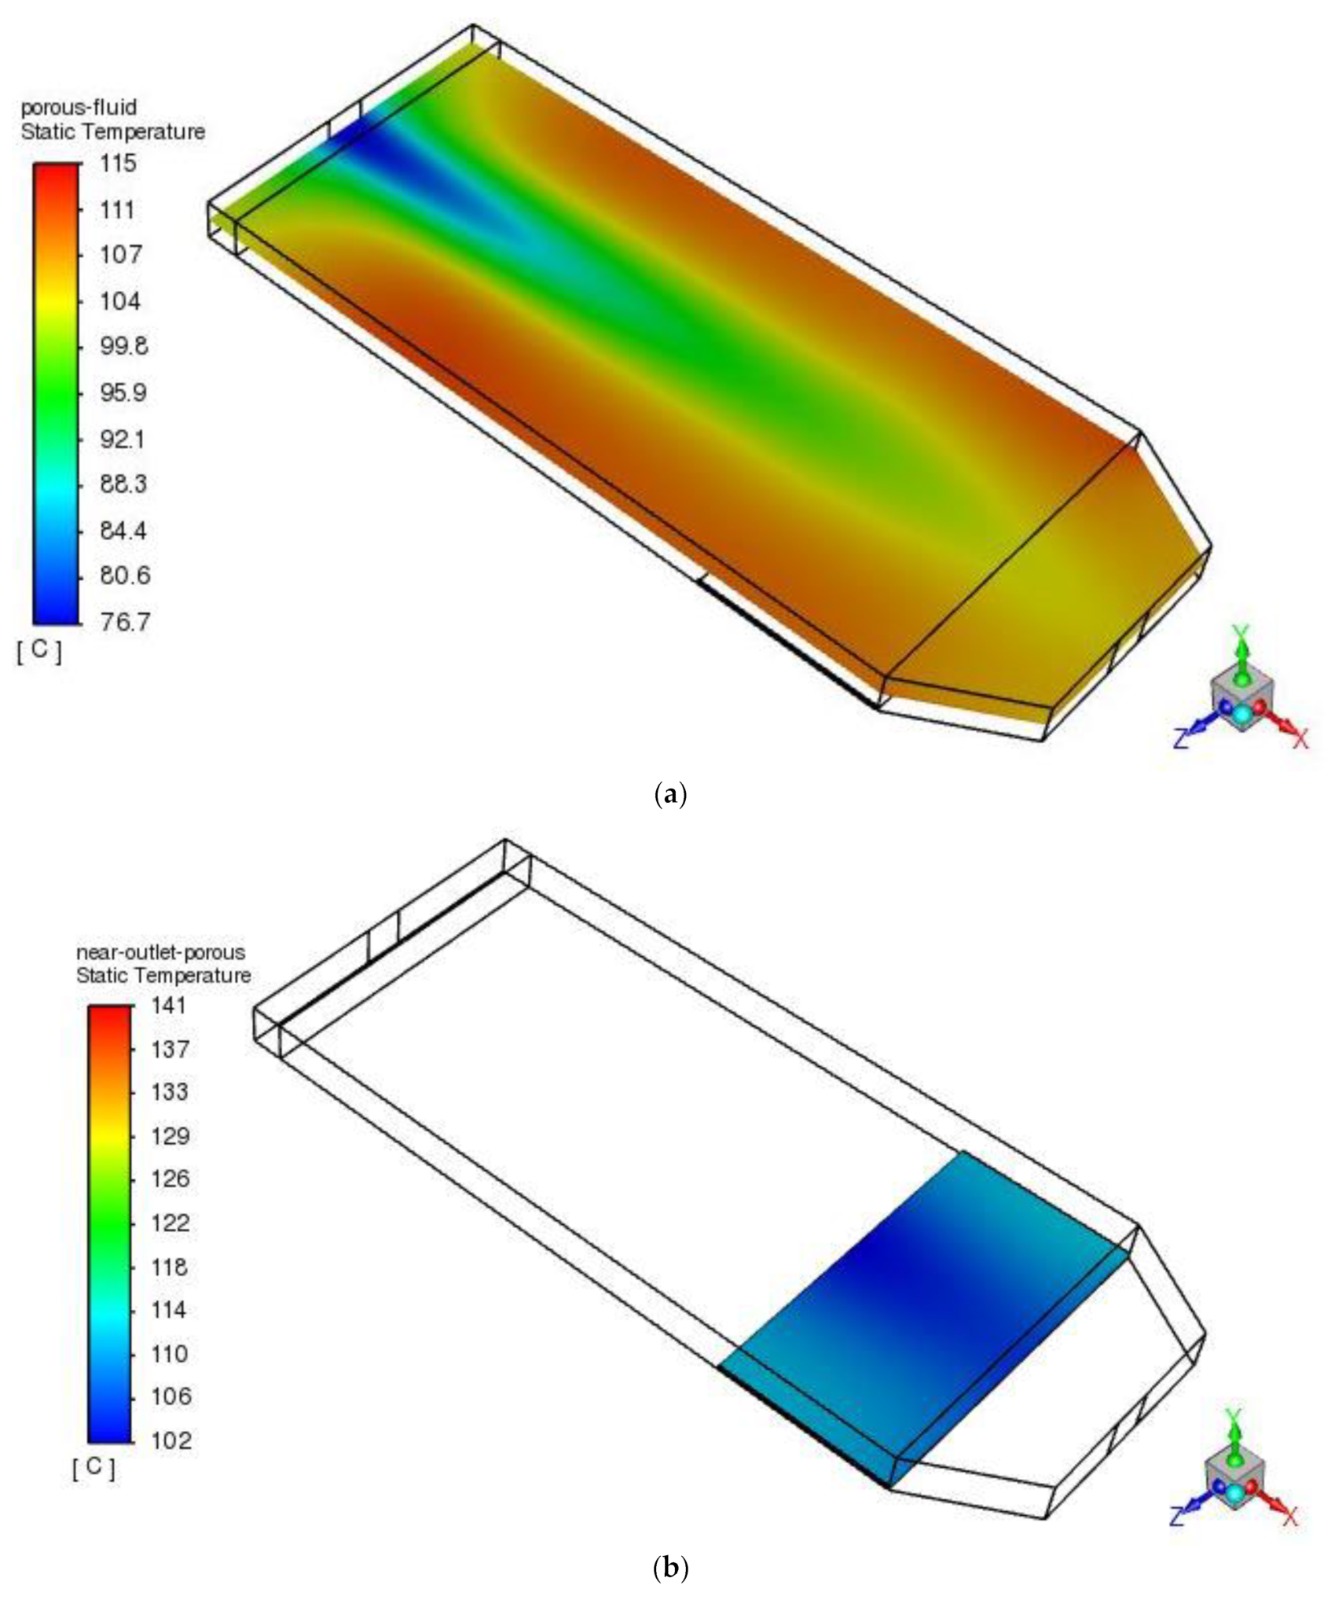 porous-fluid
Static Temperature
115
111
107
104
99.8
95.9
92.1
88.3
84.4
80.6
76.7
[ C ]
Y
Z
X
(a)
near-outlet-porous
Static Temperature
141
137
133
129
126
122
118
114
110
106
102
[ C ]
Y
Z
X
(b)